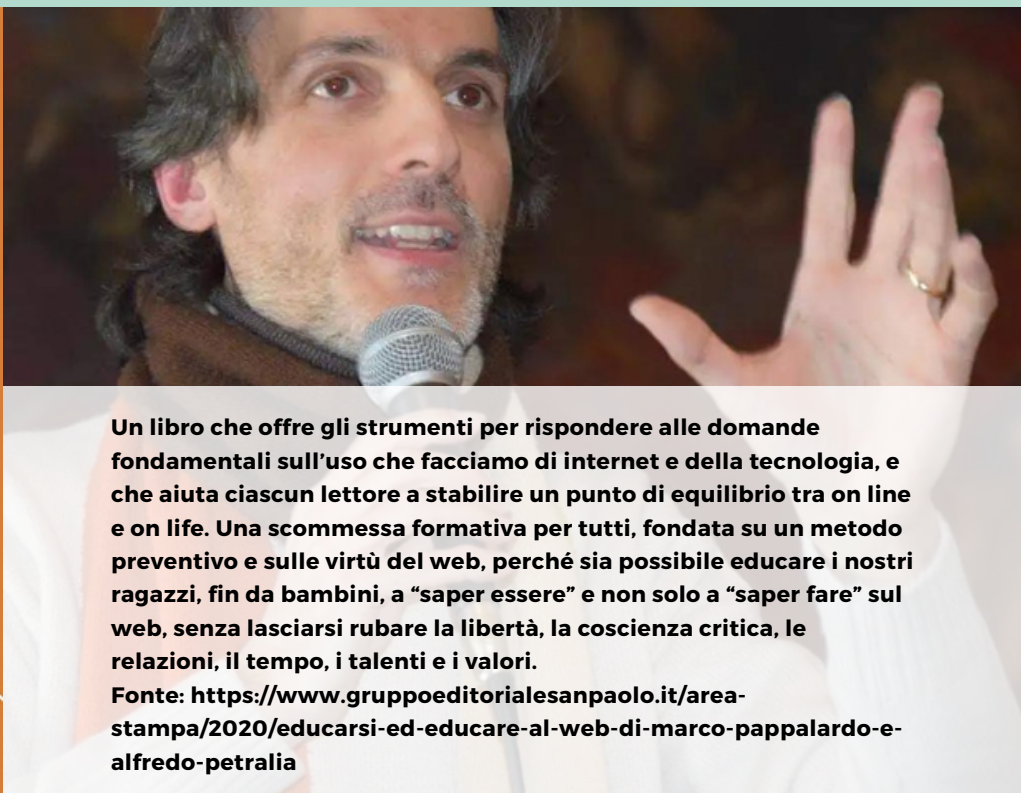 Un libro che offre gli strumenti per rispondere alle domande
fondamentali sull’uso che facciamo di internet e della tecnologia, e
che aiuta ciascun lettore a stabilire un punto di equilibrio tra on line
e on life. Una scommessa formativa per tutti, fondata su un metodo
preventivo e sulle virtù del web, perché sia possibile educare i nostri
ragazzi, fin da bambini, a “saper essere” e non solo a “saper fare” sul
web, senza lasciarsi rubare la libertà, la coscienza critica, le
relazioni, il tempo, i talenti e i valori.
Fonte: https://www.gruppoeditorialesanpaolo.it/area-
stampa/2020/educarsi-ed-educare-al-web-di-marco-pappalardo-e-
alfredo-petralia